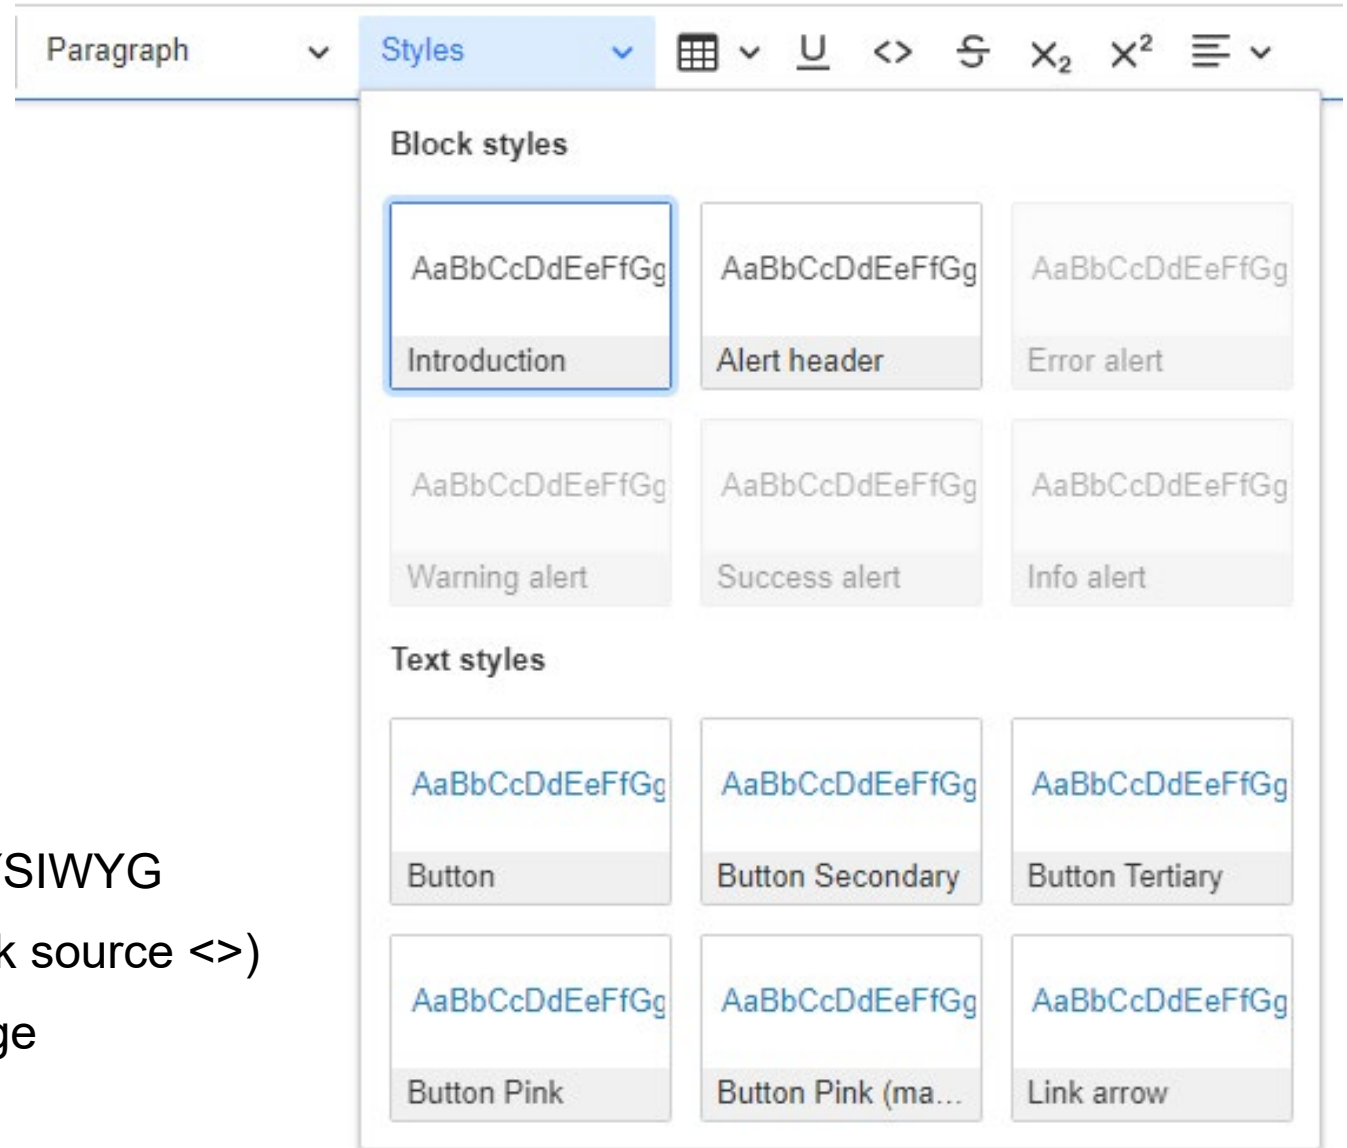 Paragraph Styles U <> S X₂ X²
Block styles
AaBbCcDdEeFfGg AaBbCcDdEeFfGg AaBbCcDdEeFfGg
Introduction Alert header Error alert
AaBbCcDdEeFfGg AaBbCcDdEeFfGg AaBbCcDdEeFfGg
Warning alert Success alert Info alert
Text styles
AaBbCcDdEeFfGg AaBbCcDdEeFfGg AaBbCcDdEeFfGg
SIWYG
Button Button Secondary Button Tertiary
k source <>)
AaBbCcDdEeFfGg AaBbCcDdEeFfGg AaBbCcDdEeFfGg
ge
Button Pink Button Pink (ma... Link arrow